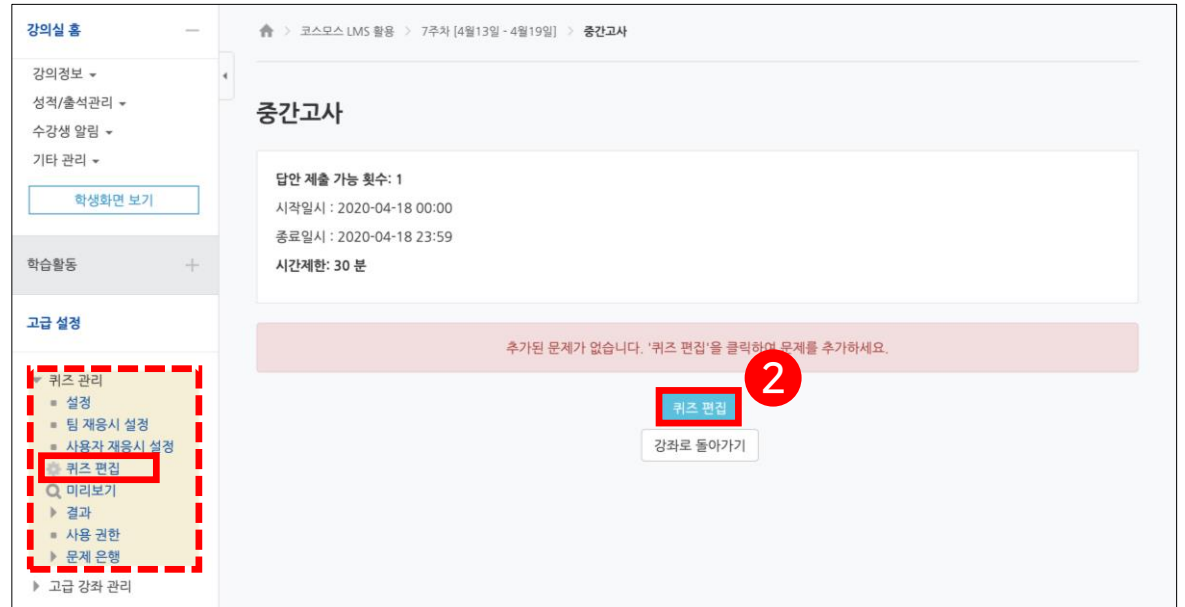 강의실 홈
강의정보
성적/출석관리
수강생 알림
기타 관리
학생화면 보기
학습활동
고급 설정
퀴즈 관리
설정
팀 재응시 설정
사용자 재응시 설정
퀴즈 편집
미리보기
결과
사용 권한
문제 은행
고급 강좌 관리
코스모스 LMS 활용 > 7주차 [4월13일 - 4월19일] > 중간고사
중간고사
답안 제출 가능 횟수: 1
시작일시 : 2020-04-18 00:00
종료일시 : 2020-04-18 23:59
시간제한: 30 분
추가된 문제가 없습니다. '퀴즈 편집'을 클릭하여 문제를 추가하세요.
2
퀴즈 편집
강좌로 돌아가기